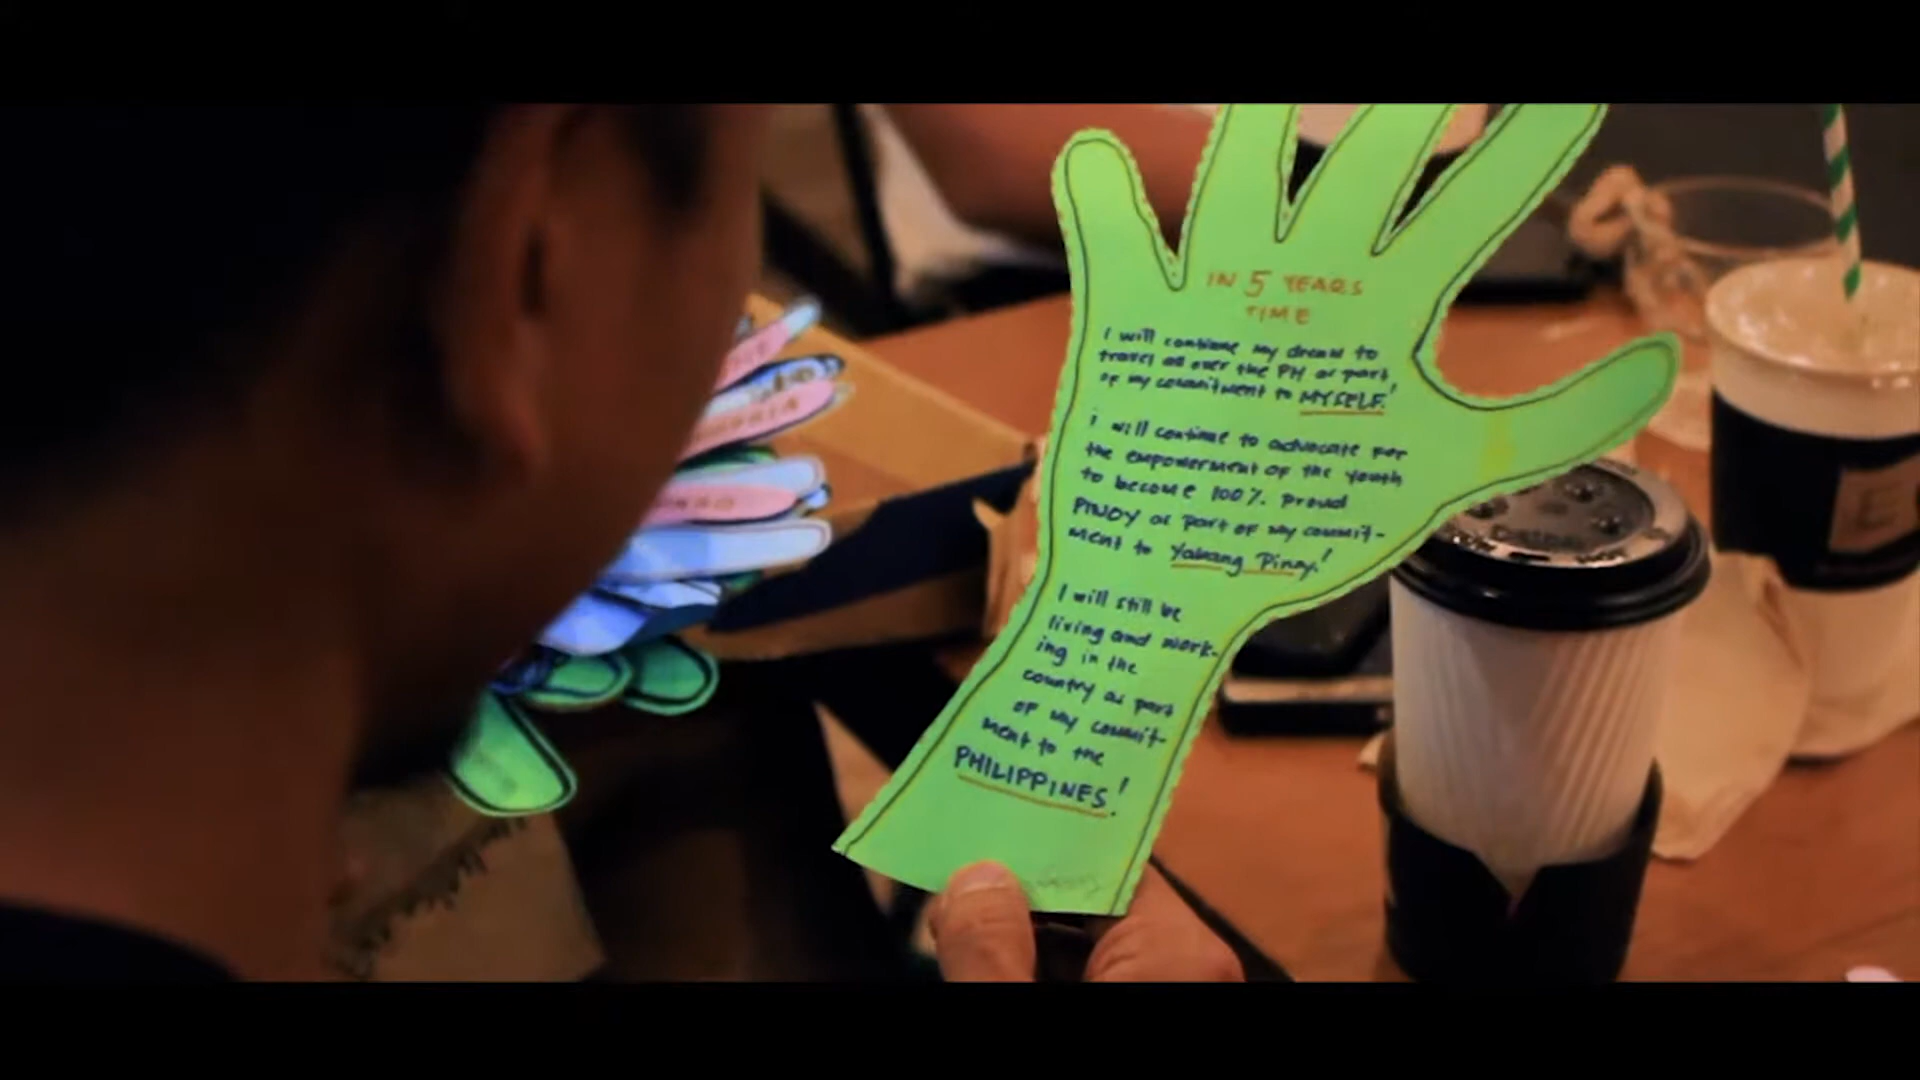 IN 5 YEARS
TIME
I will continue my dream to
travel all over the PH as part
of my commitment to MYSELF!
i will continue to advocate for
the empowerment of the youth
to become 100% proud
PINOY as part of my commit-
ment to Yabang Pinoy!
I will still be
living and work-
ing in the
country as part
of my commit-
ment to the
PHILIPPINES!